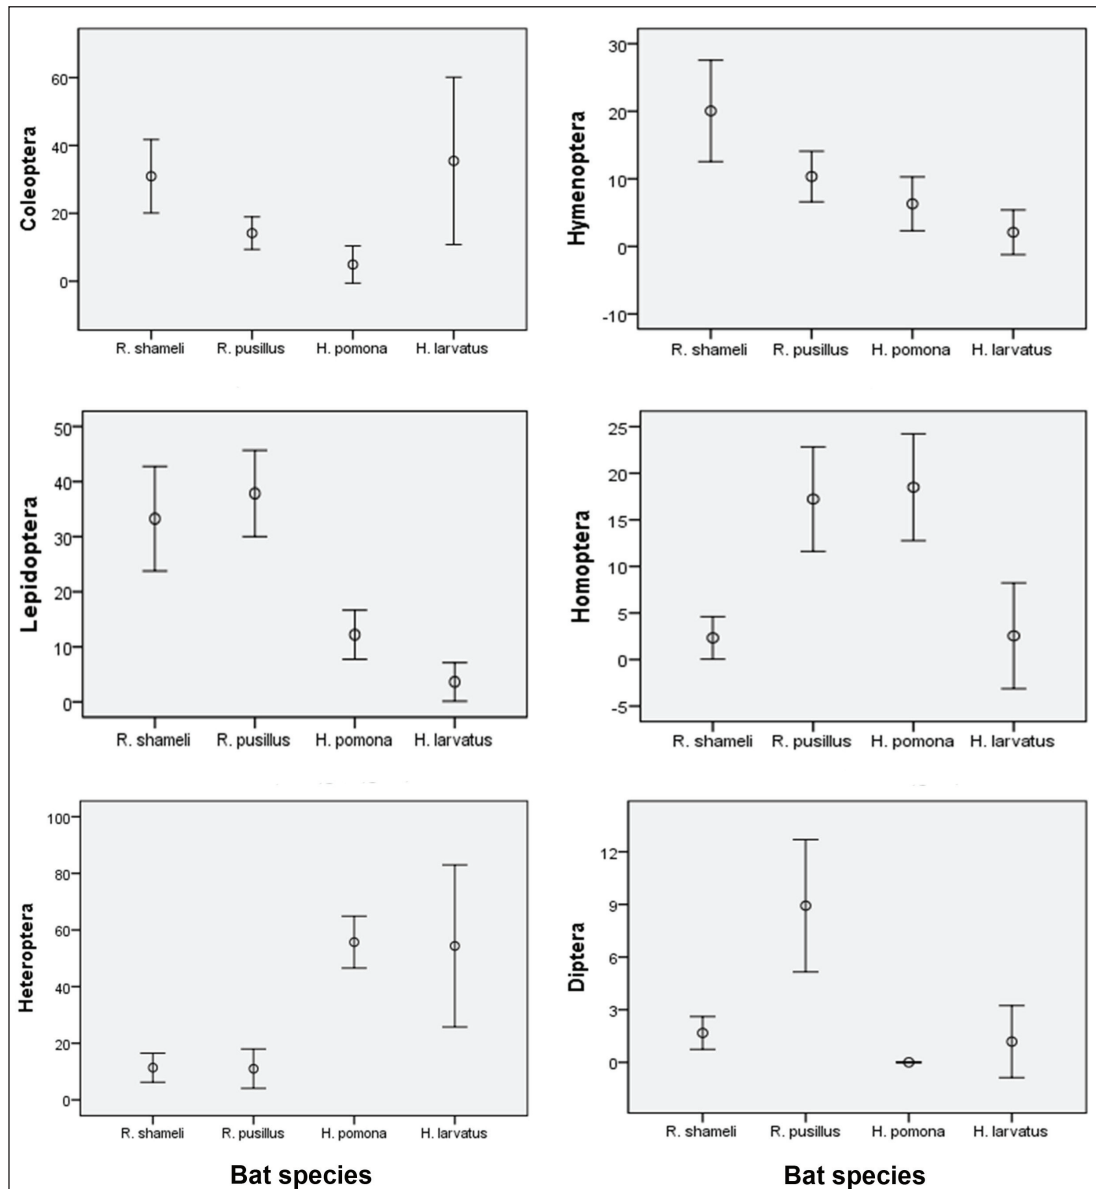 Coleoptera
60
40
20
0
R. shameli R. pusillus H. pomona H. larvatus
Hymenoptera
30
20
10
0
-10
R. shameli R. pusillus H. pomona H. larvatus
Lepidoptera
50
40
30
20
10
0
R. shameli R. pusillus H. pomona H. larvatus
Homoptera
25
20
15
10
5
0
-5
R. shameli R. pusillus H. pomona H. larvatus
Heteroptera
100
80
60
40
20
0
R. shameli R. pusillus H. pomona H. larvatus
Bat species
Diptera
12
9
6
3
0
R. shameli R. pusillus H. pomona H. larvatus
Bat species